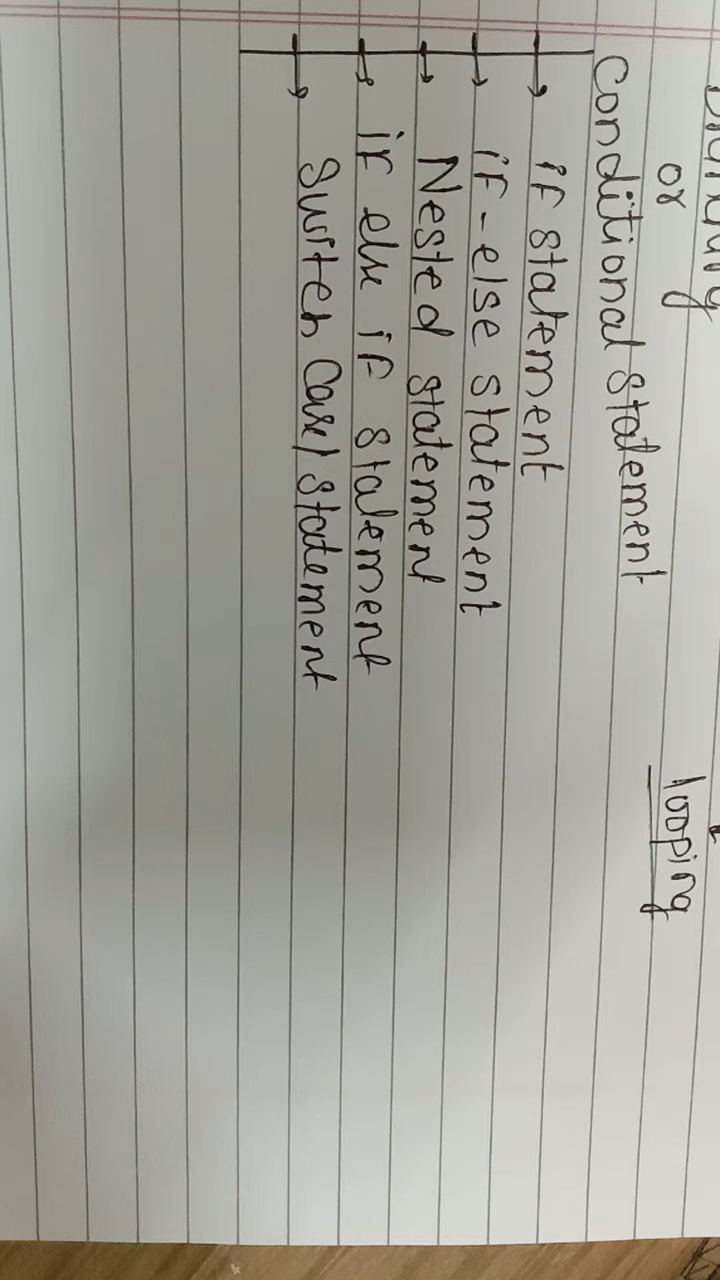 or
looping
Conditional statement
if statement
if-else statement
Nested statement
if else if statement
Switch Case/statement